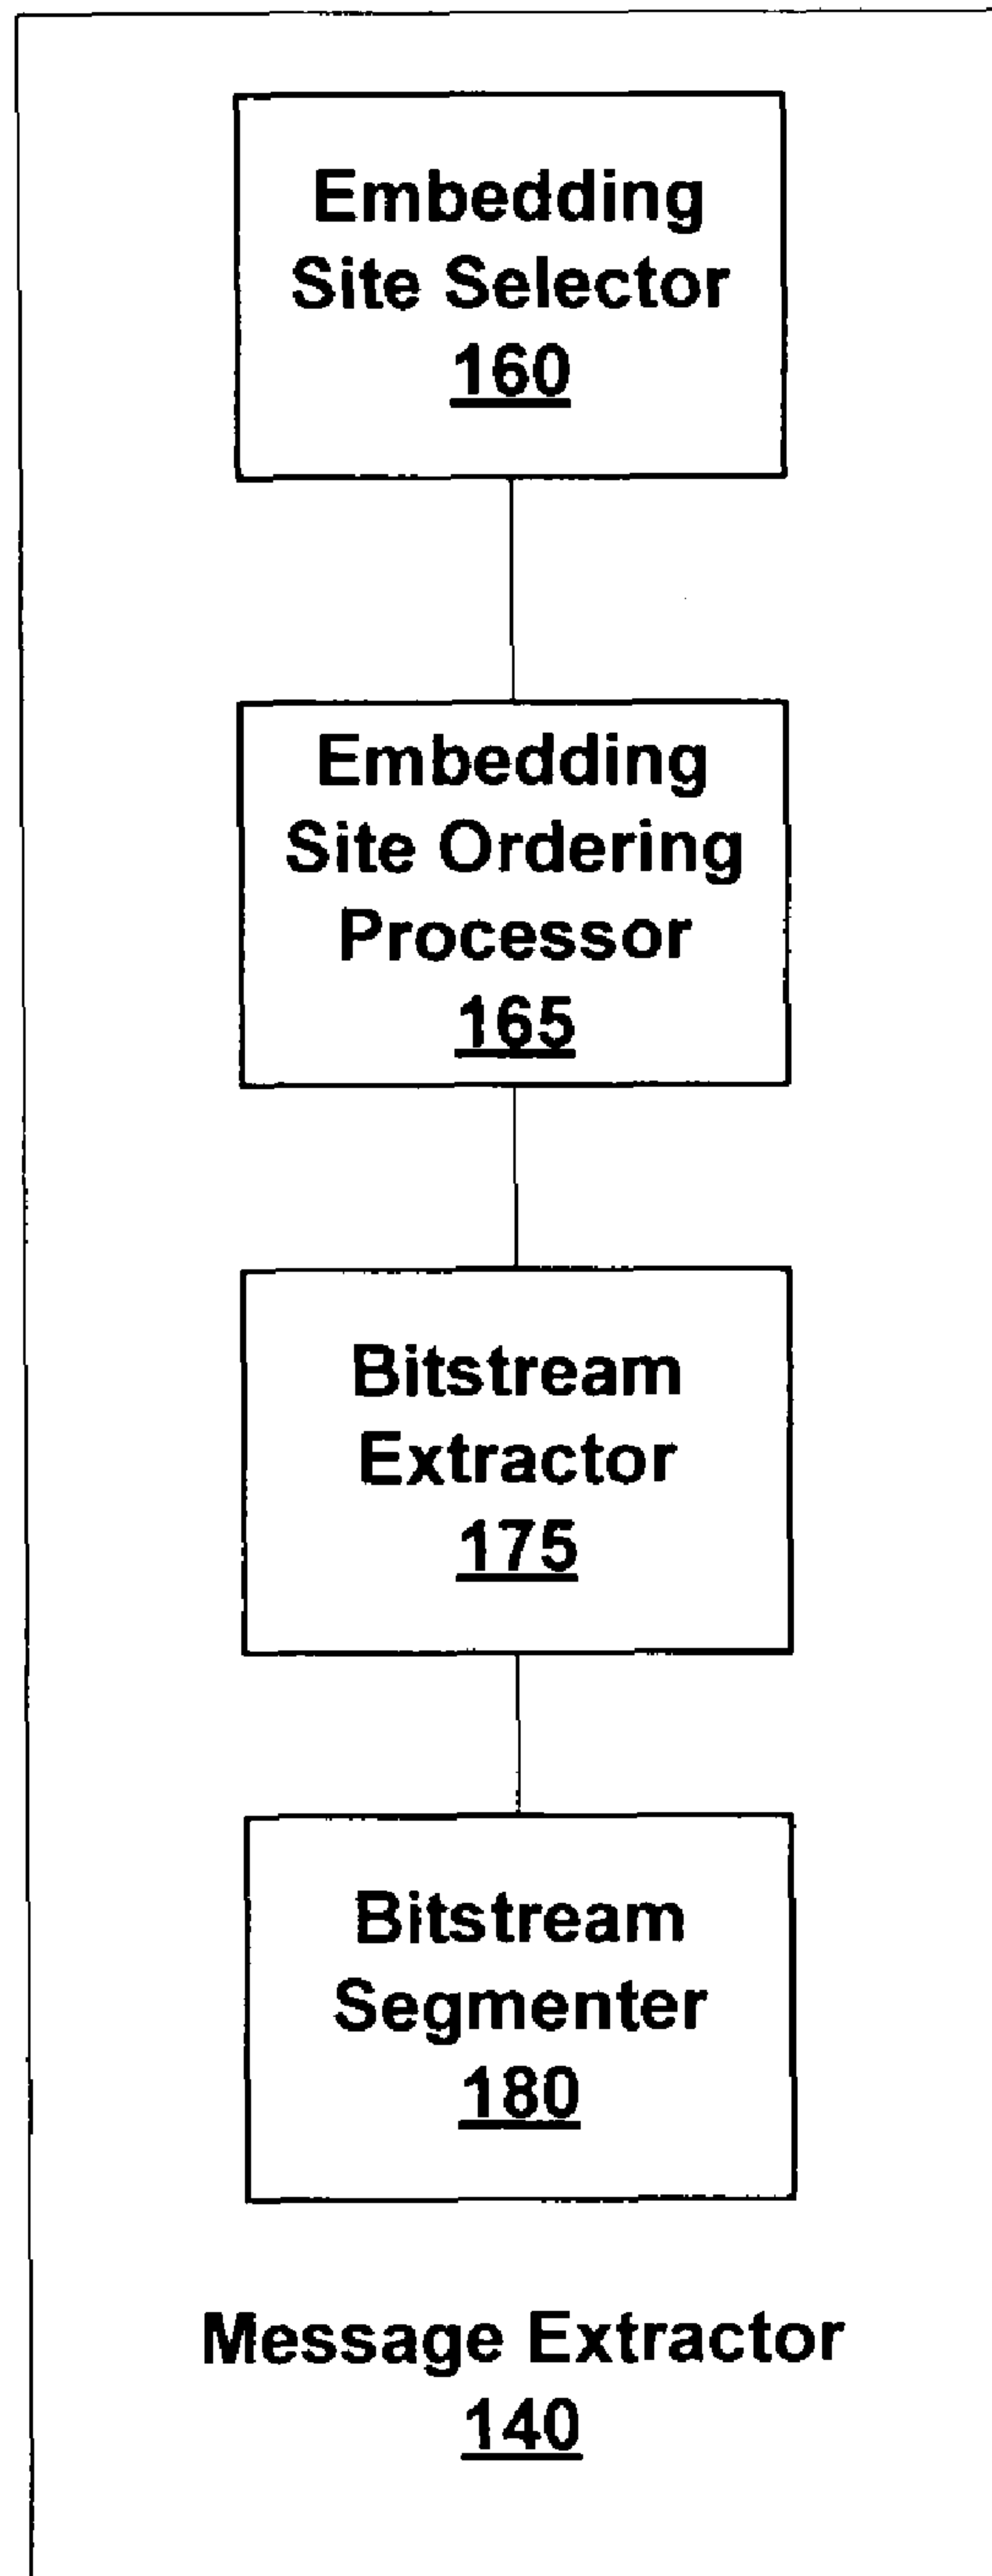 Embedding
Site Selector
160
Embedding
Site Ordering
Processor
165
Bitstream
Extractor
175
Bitstream
Segmenter
180
Message Extractor
140